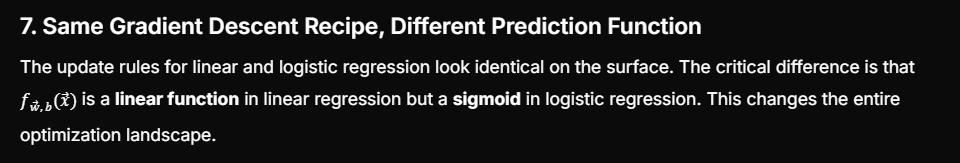 7. Same Gradient Descent Recipe, Different Prediction Function
The update rules for linear and logistic regression look identical on the surface. The critical difference is that
$f_{\vec{w},b}(\vec{x})$ is a linear function in linear regression but a sigmoid in logistic regression. This changes the entire
optimization landscape.